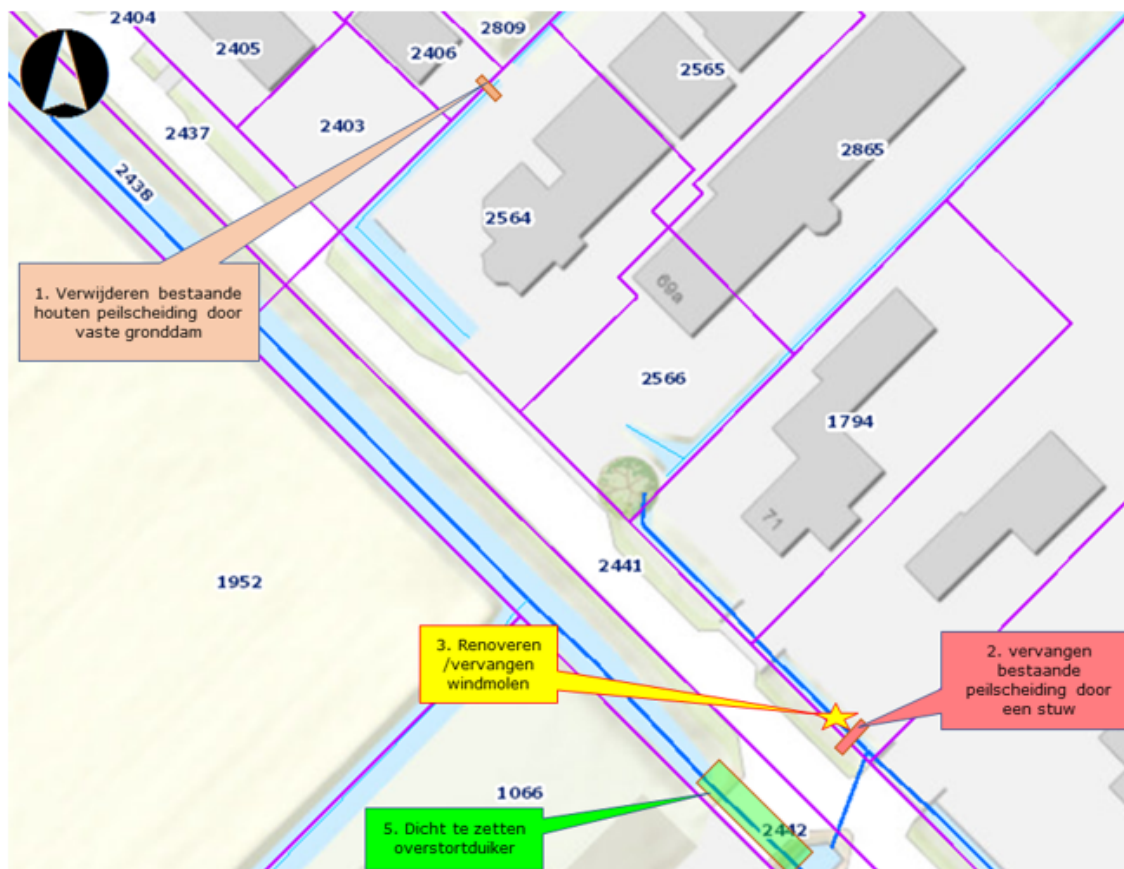 2404
2405
2406
2809
2565
2437
2403
2865
2438
2564
1. Verwijderen bestaande
houten peilscheiding door
vaste gronddam
69a
2566
1794
71
2441
1952
3. Renoveren
/vervangen
windmolen
2. vervangen
bestaande
peilscheiding door
een stuw
1066
5. Dicht te zetten
overstortduiker
2442